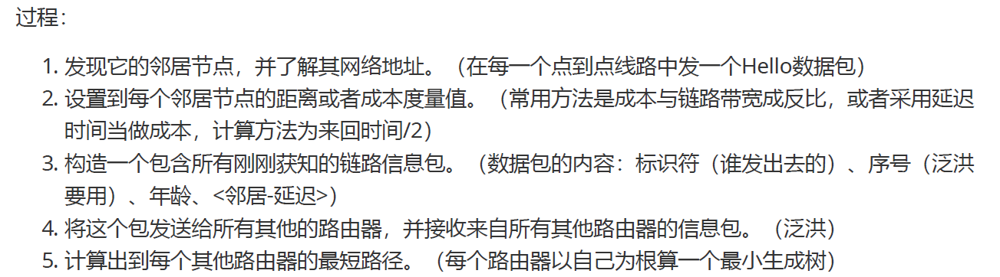 过程：
1. 发现它的邻居节点，并了解其网络地址。（在每一个点到点线路中发一个Hello数据包）
2. 设置到每个邻居节点的距离或者成本度量值。（常用方法是成本与链路带宽成反比，或者采用延迟
时间当做成本，计算方法为来回时间/2）
3. 构造一个包含所有刚刚获知的链路信息包。（数据包的内容：标识符（谁发出去的）、序号（泛洪
要用）、年龄、<邻居-延迟>）
4. 将这个包发送给所有其他的路由器，并接收来自所有其他路由器的信息包。（泛洪）
5. 计算出到每个其他路由器的最短路径。（每个路由器以自己为根算一个最小生成树）